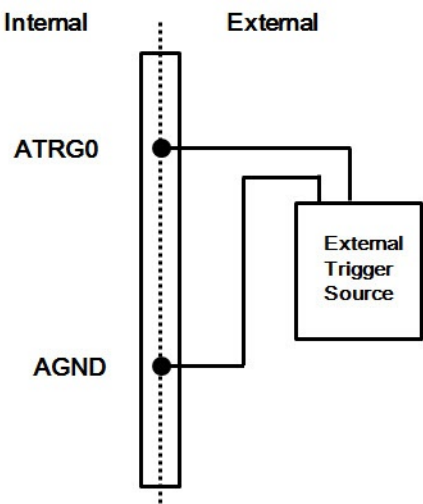 Internal
External
ATRG0
External
Trigger
Source
AGND